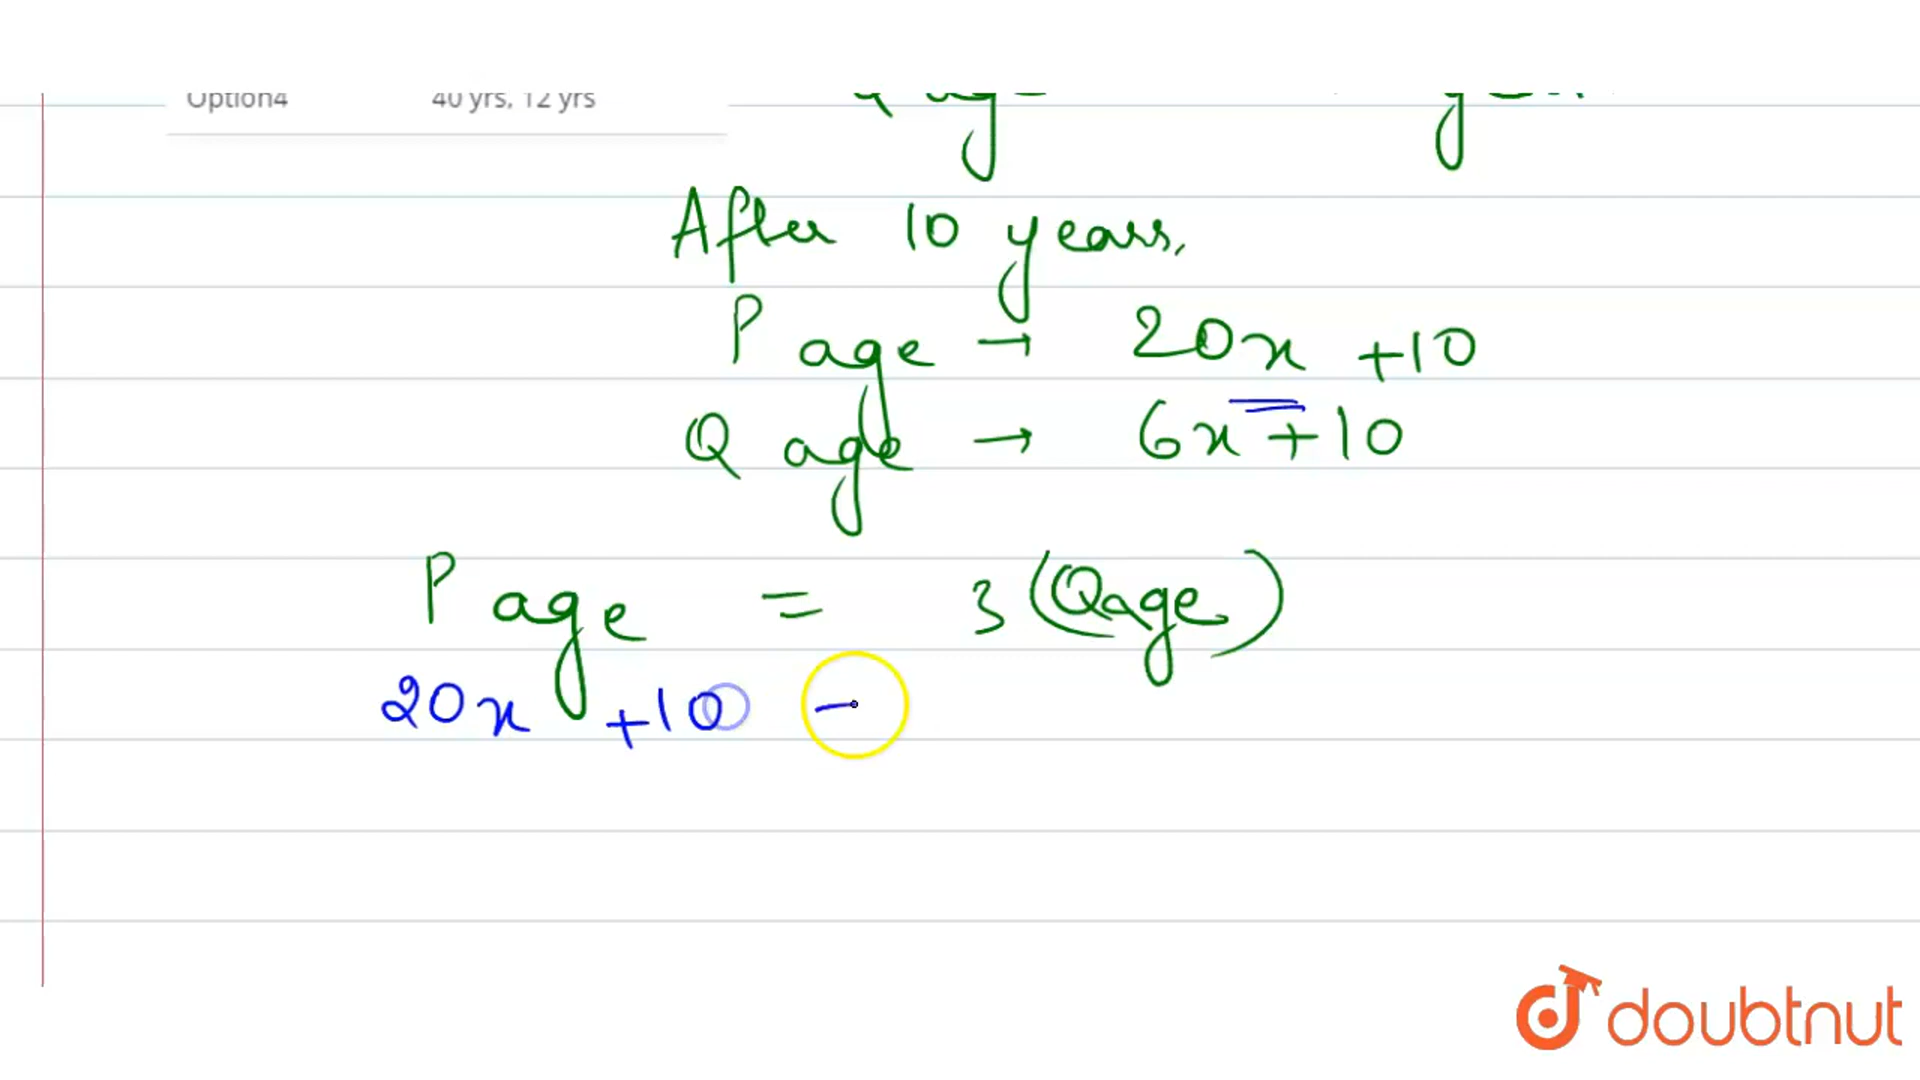 Option4 40 yrs, 12 yrs
Q age
After 10 years,
P age → 20x +10
Q age → 6x + 10
P age = 3 (Q age)
20x +10 -
doubtnut